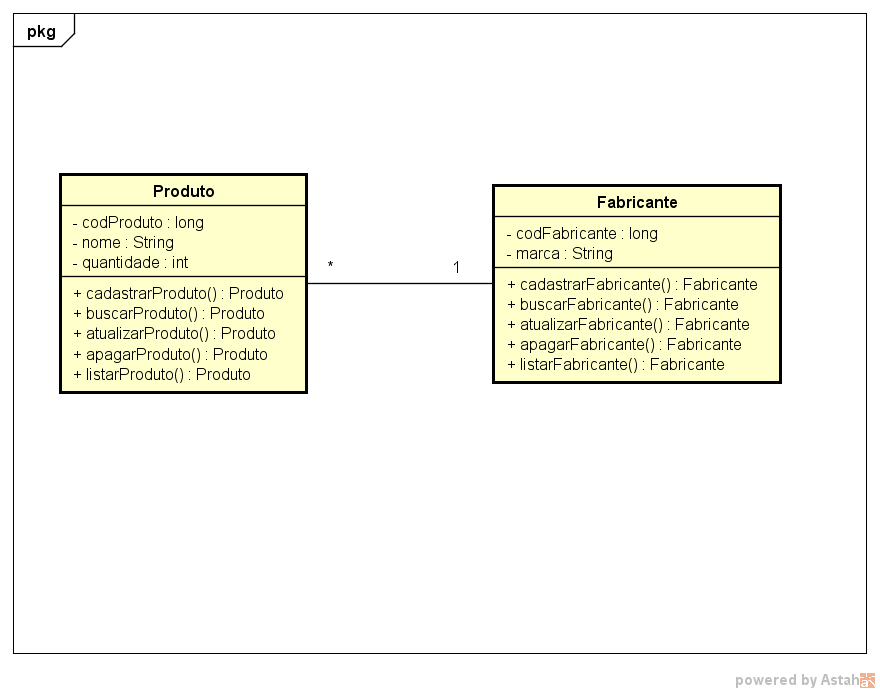 pkg
Produto
- codProduto : long
- nome : String
- quantidade : int
+ cadastrarProduto() : Produto
+ buscarProduto() : Produto
+ atualizarProduto() : Produto
+ apagarProduto() : Produto
+ listarProduto() : Produto
* 1
Fabricante
- codFabricante : long
- marca : String
+ cadastrarFabricante() : Fabricante
+ buscarFabricante() : Fabricante
+ atualizarFabricante() : Fabricante
+ apagarFabricante() : Fabricante
+ listarFabricante() : Fabricante
powered by Astah